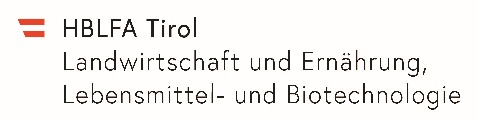 HBLFA Tirol
Landwirtschaft und Ernährung,
Lebensmittel- und Biotechnologie